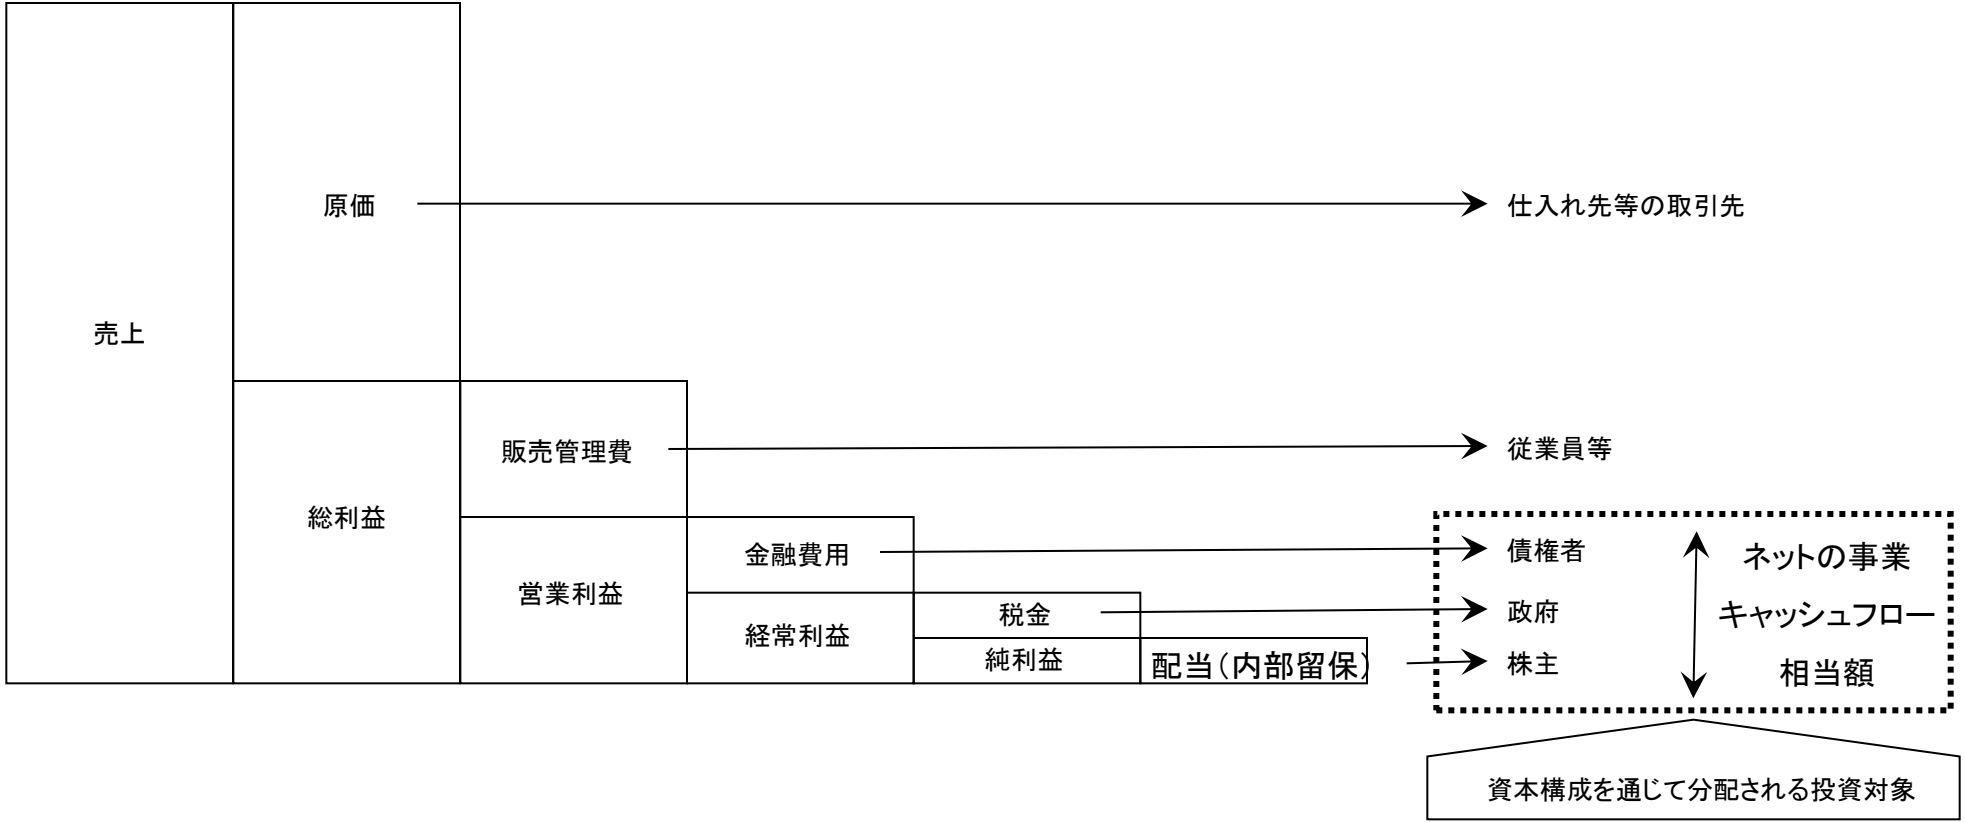 売上
原価
仕入れ先等の取引先
総利益
販売管理費
従業員等
営業利益
金融費用
債権者
経常利益
税金
政府
純利益
配当（内部留保）
株主
ネットの事業
キャッシュフロー
相当額
資本構成を通じて分配される投資対象